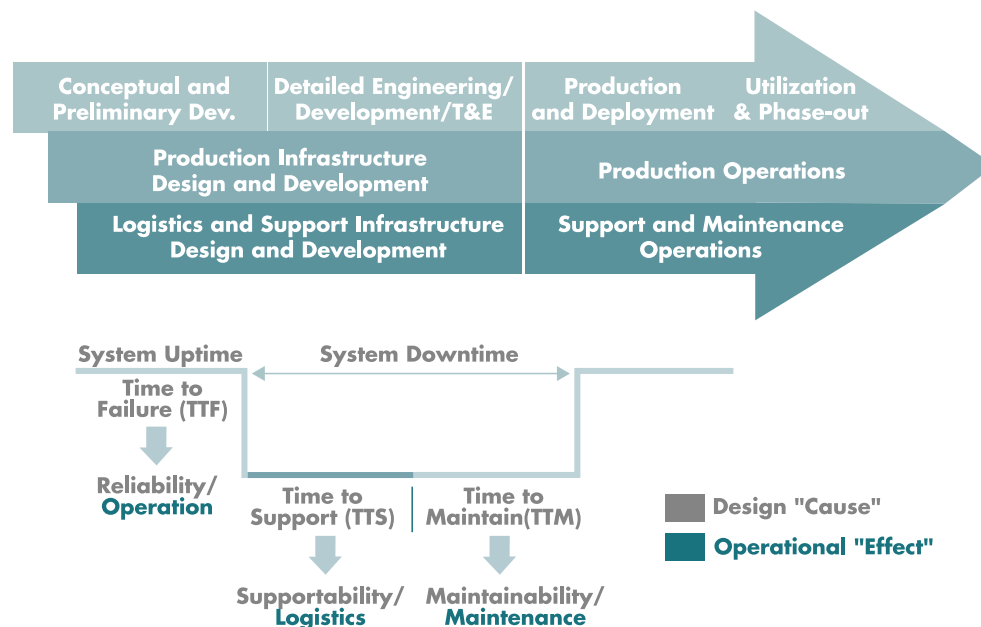 Conceptual and
Preliminary Dev.
Detailed Engineering/
Development/T&E
Production
and Deployment
Utilization
& Phase-out
Production Infrastructure
Design and Development
Production Operations
Logistics and Support Infrastructure
Design and Development
Support and Maintenance
Operations
System Uptime
System Downtime
Time to
Failure (TTF)
Reliability/
Operation
Time to
Support (TTS)
Time to
Maintain(TTM)
Supportability/
Logistics
Maintainability/
Maintenance
Design "Cause"
Operational "Effect"